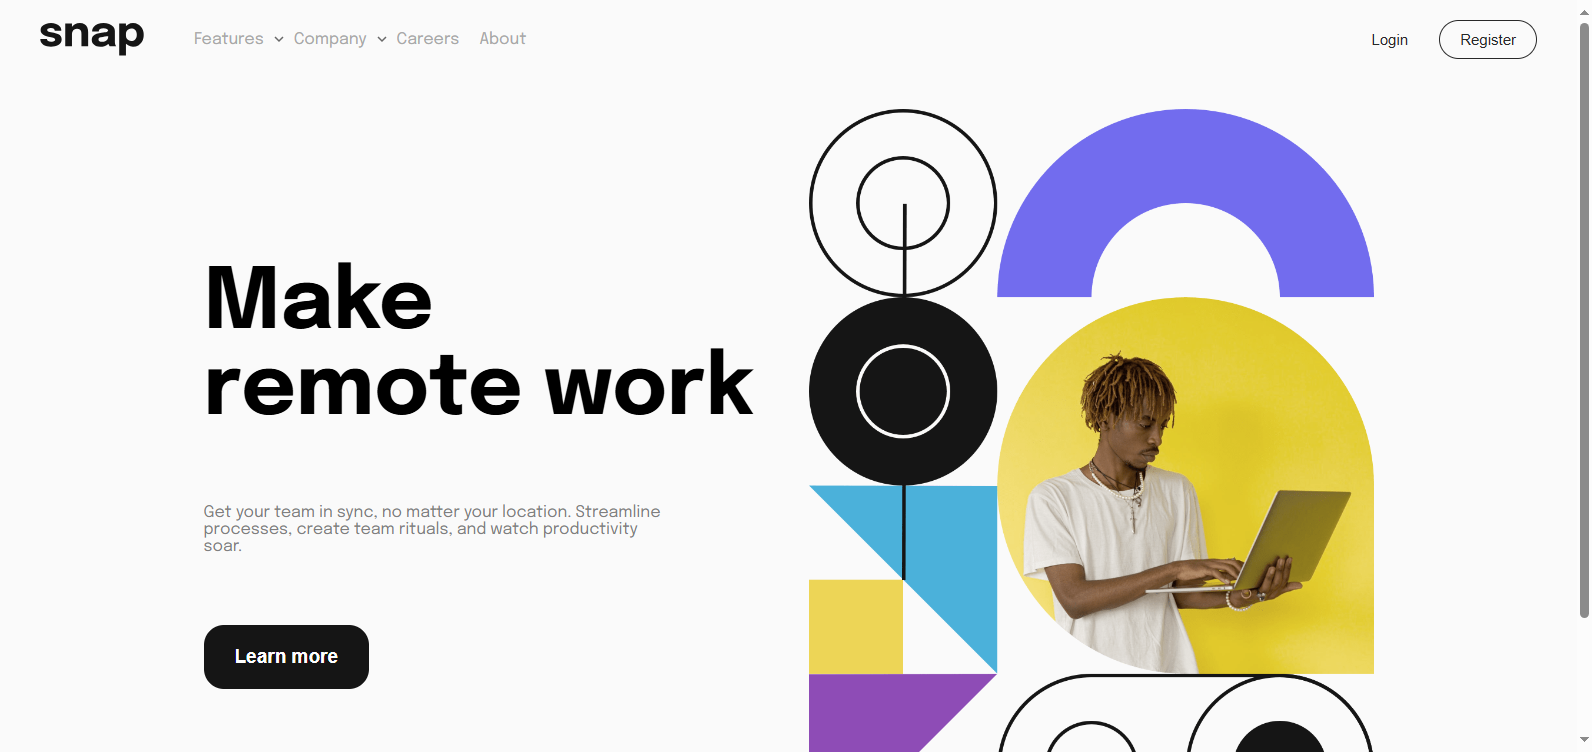 snap
Features Company Careers About
Login Register
Make
remote work
Get your team in sync, no matter your location. Streamline
processes, create team rituals, and watch productivity
soar.
Learn more